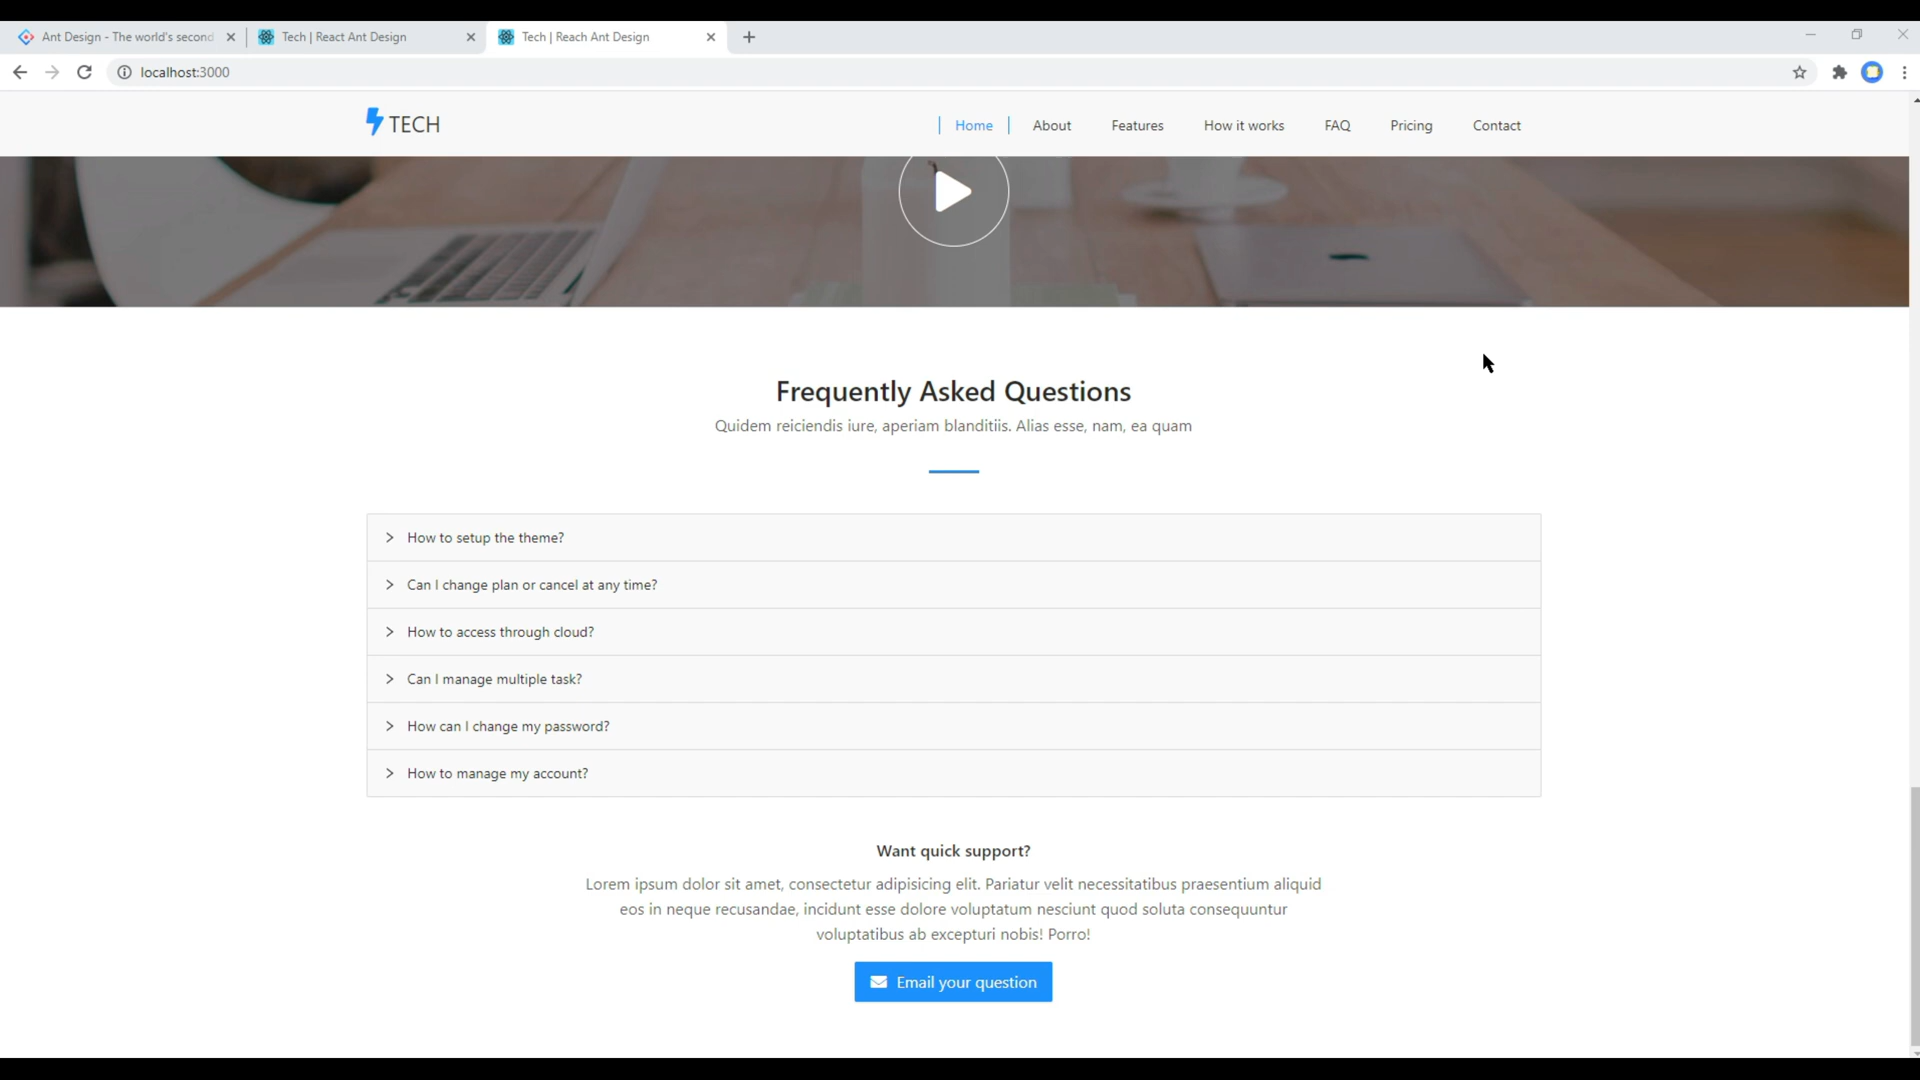 Ant Design - The world's second
Tech | React Ant Design
Tech | Reach Ant Design
localhost:3000
TECH
Home
About
Features
How it works
FAQ
Pricing
Contact
Frequently Asked Questions
Quidem reiciendis iure, aperiam blanditiis. Alias esse, nam, ea quam
How to setup the theme?
Can I change plan or cancel at any time?
How to access through cloud?
Can I manage multiple task?
How can I change my password?
How to manage my account?
Want quick support?
Lorem ipsum dolor sit amet, consectetur adipisicing elit. Pariatur velit necessitatibus praesentium aliquid
eos in neque recusandae, incidunt esse dolore voluptatum nesciunt quod soluta consequuntur
voluptatibus ab excepturi nobis! Porro!
Email your question